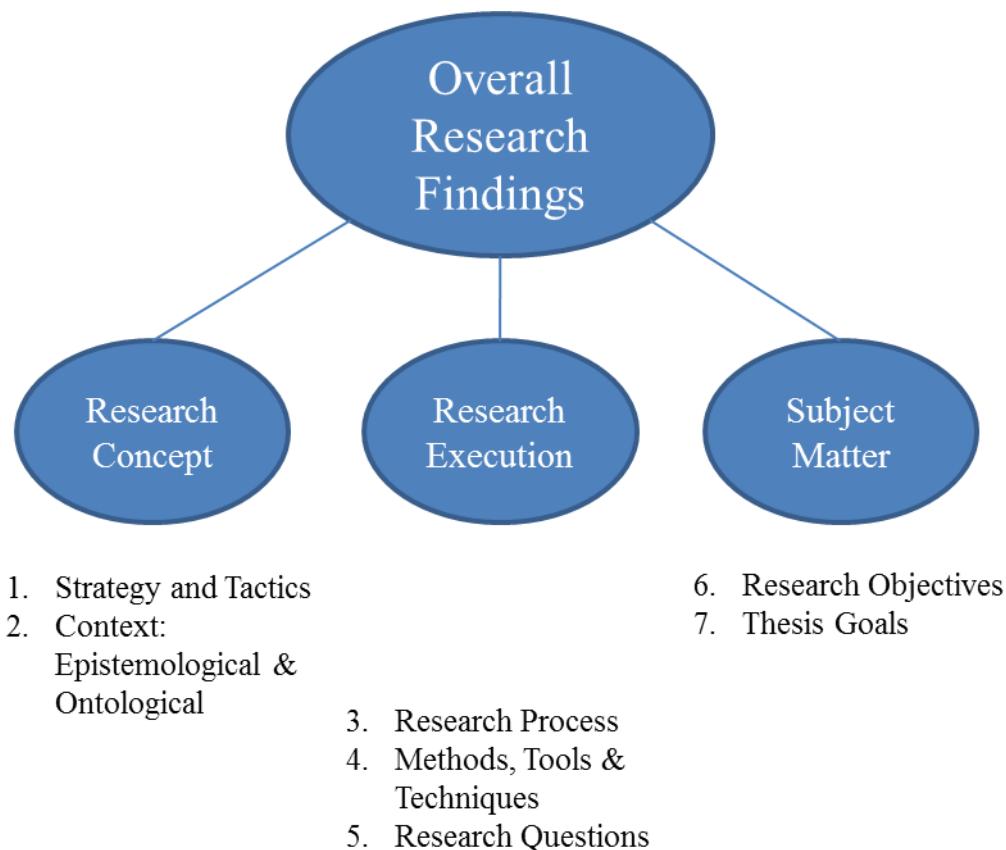 Overall
Research
Findings
Research
Concept
Research
Execution
Subject
Matter
1. Strategy and Tactics
2. Context:
Epistemological &
Ontological
3. Research Process
4. Methods, Tools &
Techniques
5. Research Questions
6. Research Objectives
7. Thesis Goals